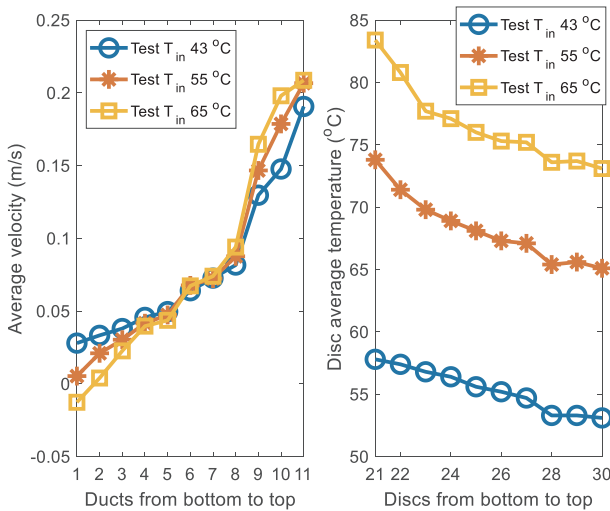 0.25
0.2
0.15
0.1
0.05
0
-0.05
Average velocity (m/s)
Test T in 43 °C
Test T in 55 °C
Test T in 65 °C
1 2 3 4 5 6 7 8 9 10 11
Ducts from bottom to top
85
80
75
70
65
60
55
50
Disc average temperature (°C)
Test T in 43 °C
Test T in 55 °C
Test T in 65 °C
21 22 24 26 28 30
Discs from bottom to top